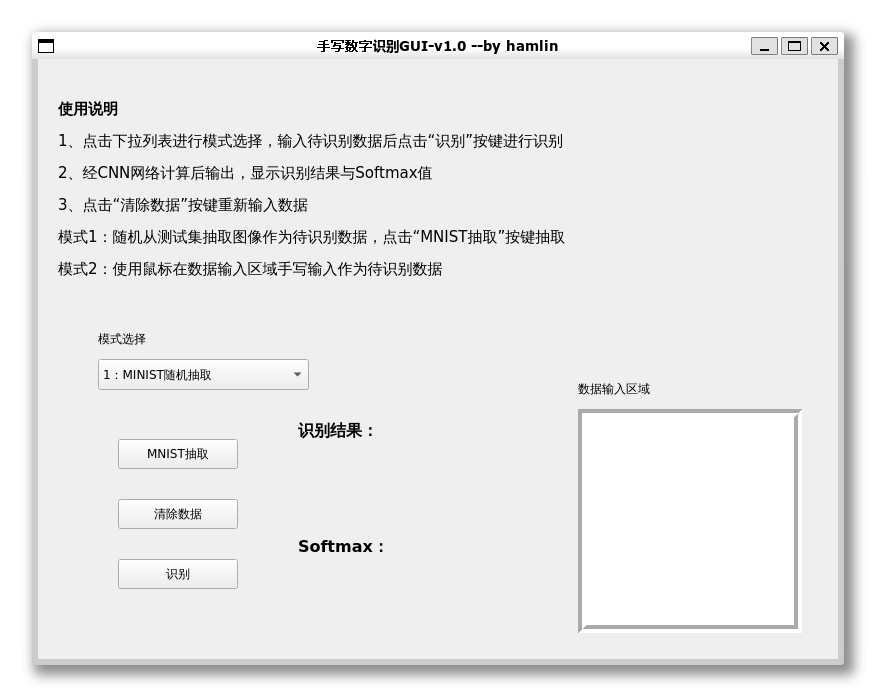 手写数字识别GUI-v1.0 --by hamlin
使用说明
1、点击下拉列表进行模式选择，输入待识别数据后点击“识别”按键进行识别
2、经CNN网络计算后输出，显示识别结果与Softmax值
3、点击“清除数据”按键重新输入数据
模式1：随机从测试集抽取图像作为待识别数据，点击“MNIST抽取”按键抽取
模式2：使用鼠标在数据输入区域手写输入作为待识别数据
模式选择
1：MINIST随机抽取
数据输入区域
识别结果：
MNIST抽取
清除数据
Softmax：
识别